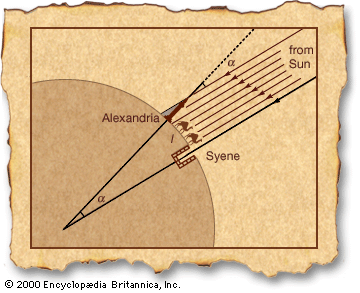 from
Sun
α
Alexandria
l
Syene
α
© 2000 Encyclopædia Britannica, Inc.